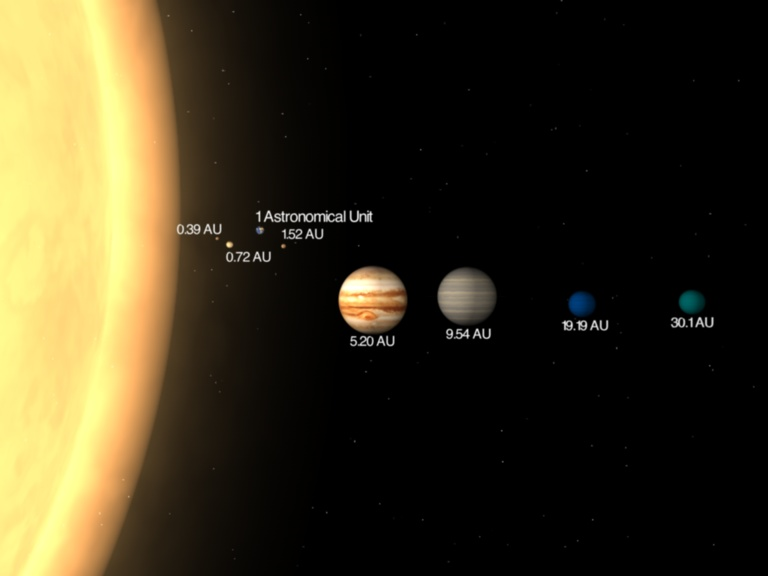 0.39 AU
0.72 AU
1 Astronomical Unit
1.52 AU
5.20 AU
9.54 AU
19.19 AU
30.1 AU